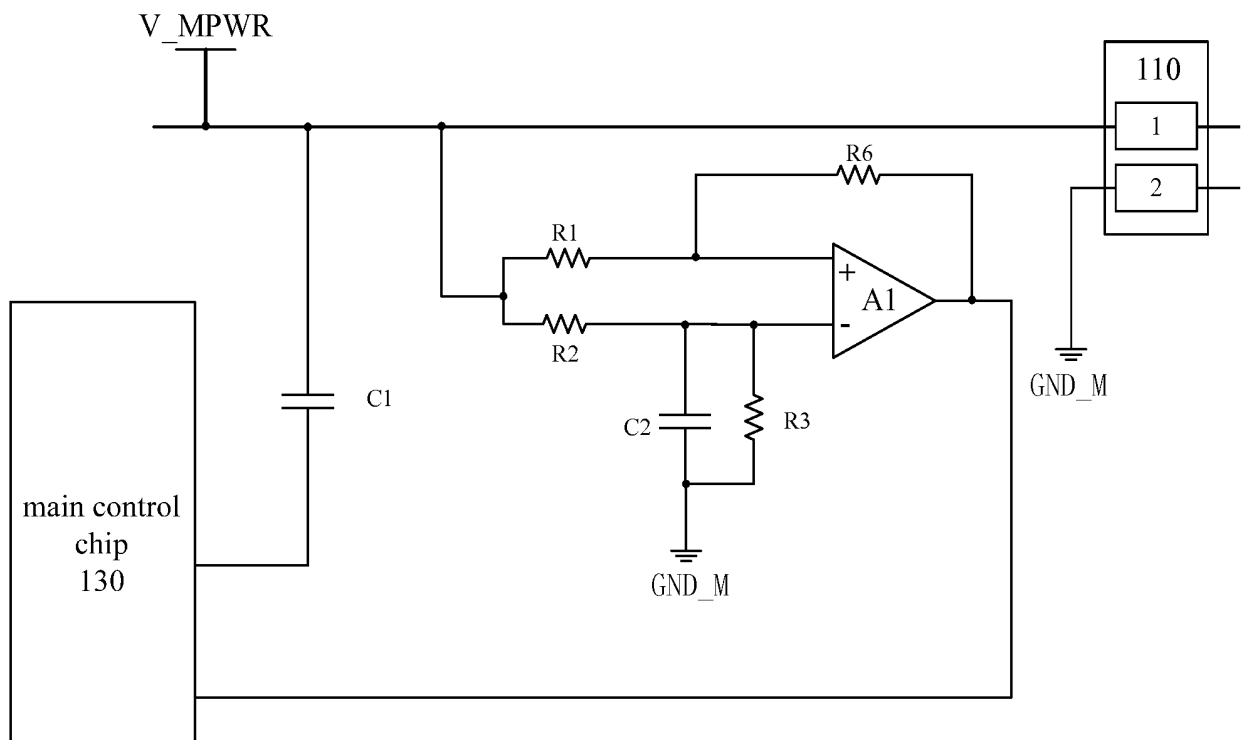 V_MPWR
110
1
2
R6
R1
+
A1
-
R2
GND_M
C1
C2
R3
main control
chip
130
GND_M